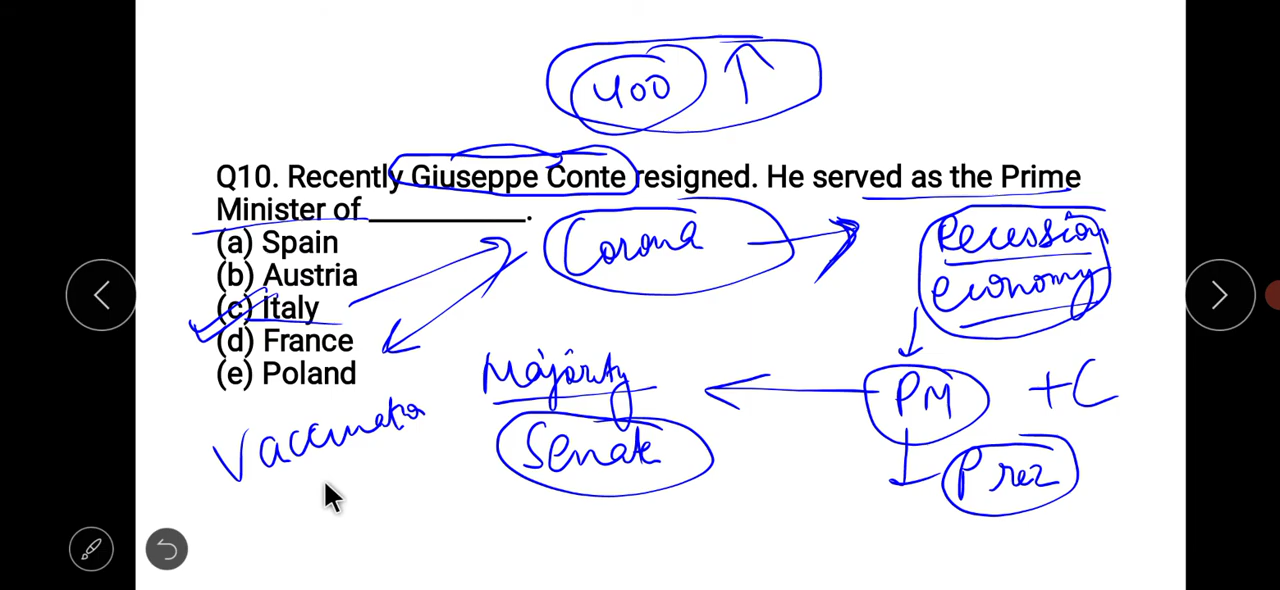 400 ↑
Q10. Recently Giuseppe Conte resigned. He served as the Prime
Minister of ___________.
(a) Spain
(b) Austria
(c) Italy
(d) France
(e) Poland
Corona
Recession
economy
Majority
Senate
PM + C
Prez